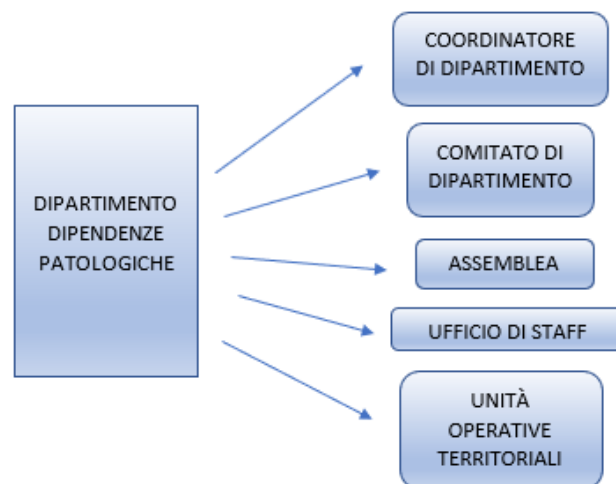 DIPARTIMENTO
DIPENDENZE
PATOLOGICHE
COORDINATORE
DI DIPARTIMENTO
COMITATO DI
DIPARTIMENTO
ASSEMBLEA
UFFICIO DI STAFF
UNITÀ
OPERATIVE
TERRITORIALI